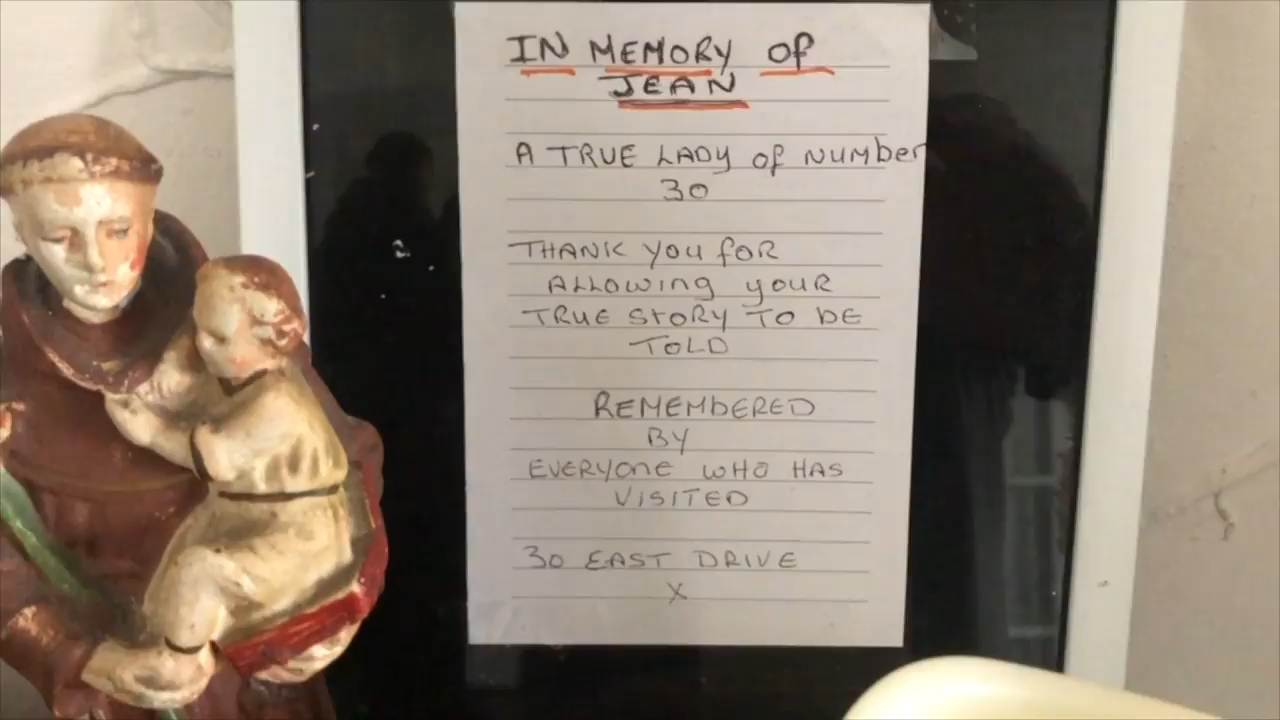 IN MEMORY Of
JEAN
A TRUE LADY of NUMber
30
THANK YOU FOR
ALLOWING YOUR
TRUE STORY TO BE
TOLD
REMEMBERED
BY
EVERYONE WHO HAS
VISITED
30 EAST DRIVE
X